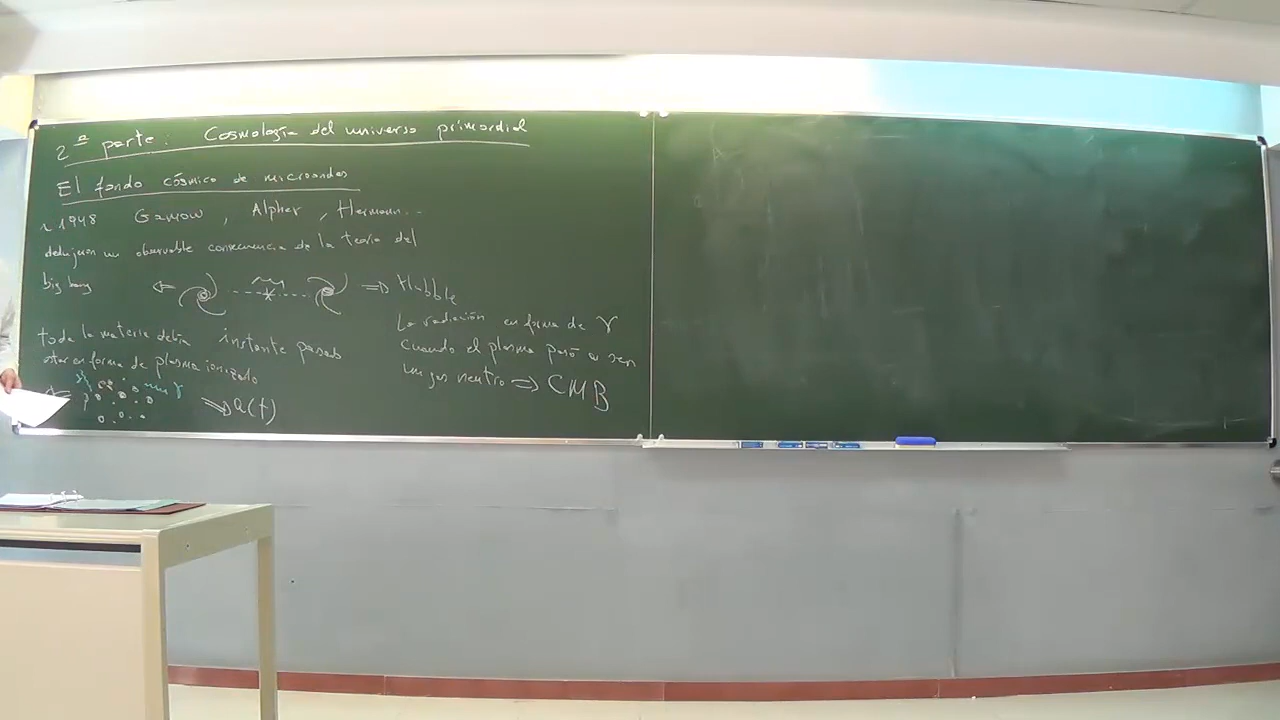 2ª parte: Cosmología del universo primordial
El fondo cósmico de microondas
~ 1948 Gamow, Alpher, Hermann...
dedujeron un observable consecuencia de la teoría del
big bang
⇐ ⇒ Hubble
toda la materia debía instante pasado
estar en forma de plasma ionizado
γ
⇒ a(t)
La radiación en forma de γ
cuando el plasma pasó a ser
un gas neutro ⇒ CMB